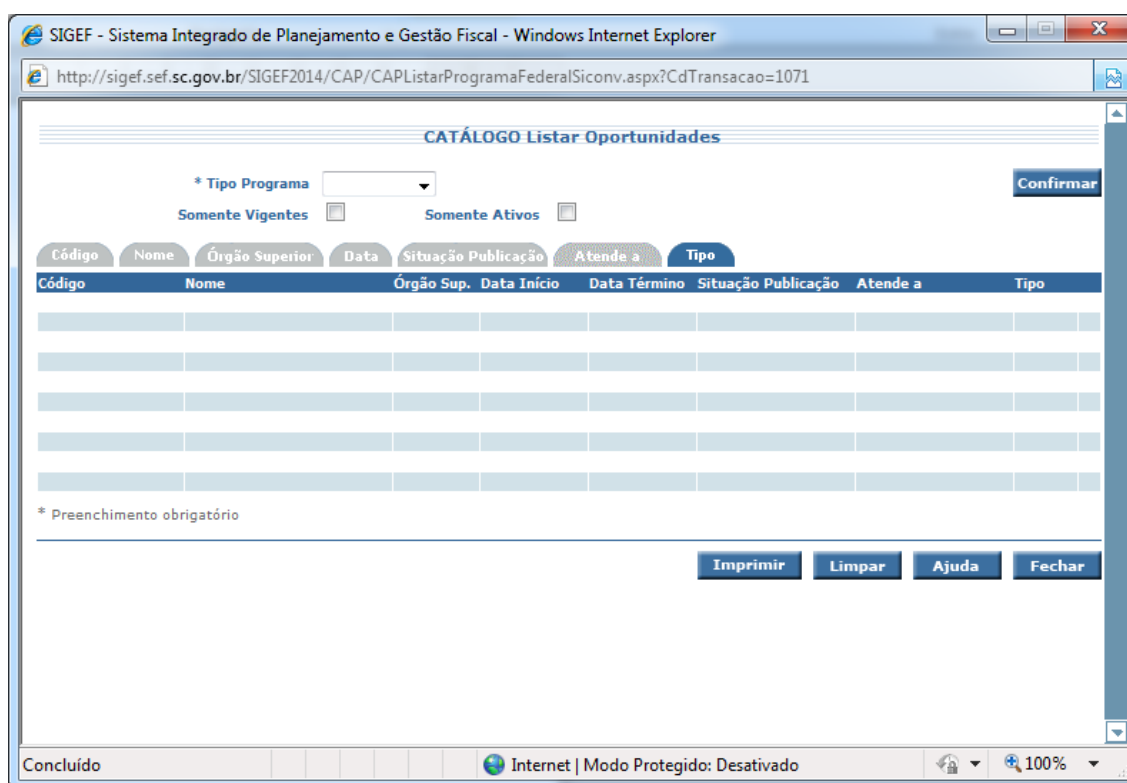 SIGEF - Sistema Integrado de Planejamento e Gestão Fiscal - Windows Internet Explorer
http://sigef.sef.sc.gov.br/SIGEF2014/CAP/CAPListarProgramaFederalSiconv.aspx?CdTransacao=1071
CATÁLOGO Listar Oportunidades
* Tipo Programa Confirmar
Somente Vigentes Somente Ativos
Código Nome Órgão Superior Data Situação Publicação Atende a Tipo
Código Nome Órgão Sup. Data Início Data Término Situação Publicação Atende a Tipo
* Preenchimento obrigatório
Imprimir Limpar Ajuda Fechar
Concluído Internet | Modo Protegido: Desativado 100%